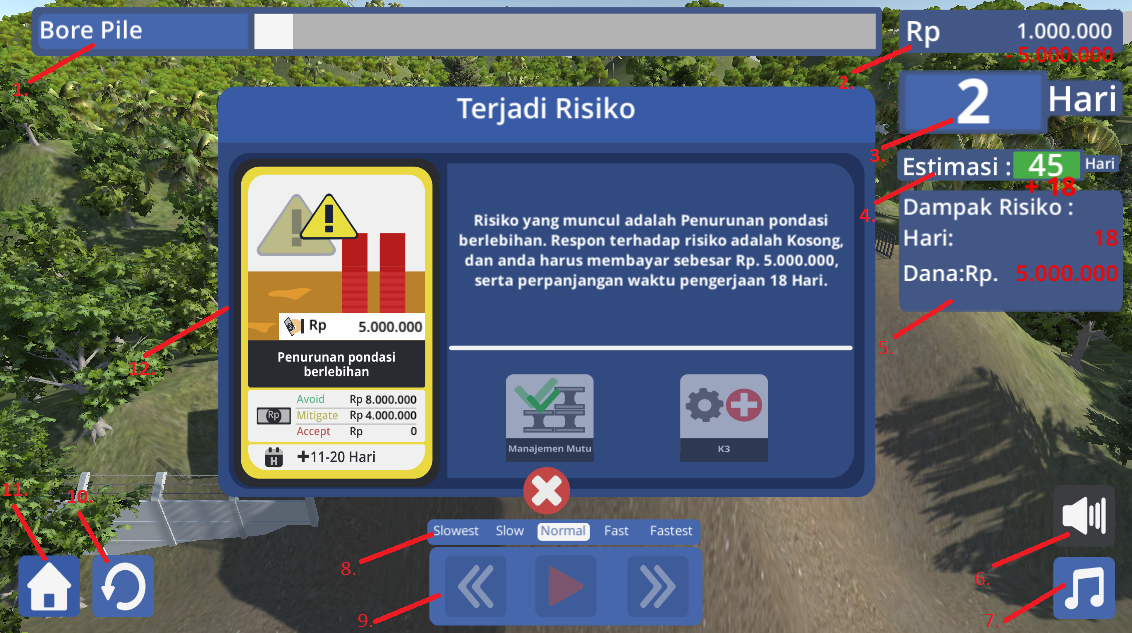 Bore Pile
1.
Rp 1.000.000
- 5.000.000
2.
2 Hari
3.
Estimasi : 45 Hari
+ 18
4.
Dampak Risiko :
Hari: 18
Dana:Rp. 5.000.000
5.
Terjadi Risiko
Risiko yang muncul adalah Penurunan pondasi
berlebihan. Respon terhadap risiko adalah Kosong,
dan anda harus membayar sebesar Rp. 5.000.000,
serta perpanjangan waktu pengerjaan 18 Hari.
Rp 5.000.000
Penurunan pondasi
berlebihan
Avoid Rp 8.000.000
Rp Mitigate Rp 4.000.000
Accept Rp 0
H +11-20 Hari
12.
Manajemen Mutu
K3
Slowest Slow Normal Fast Fastest
8.
9.
11.
10.
6.
7.